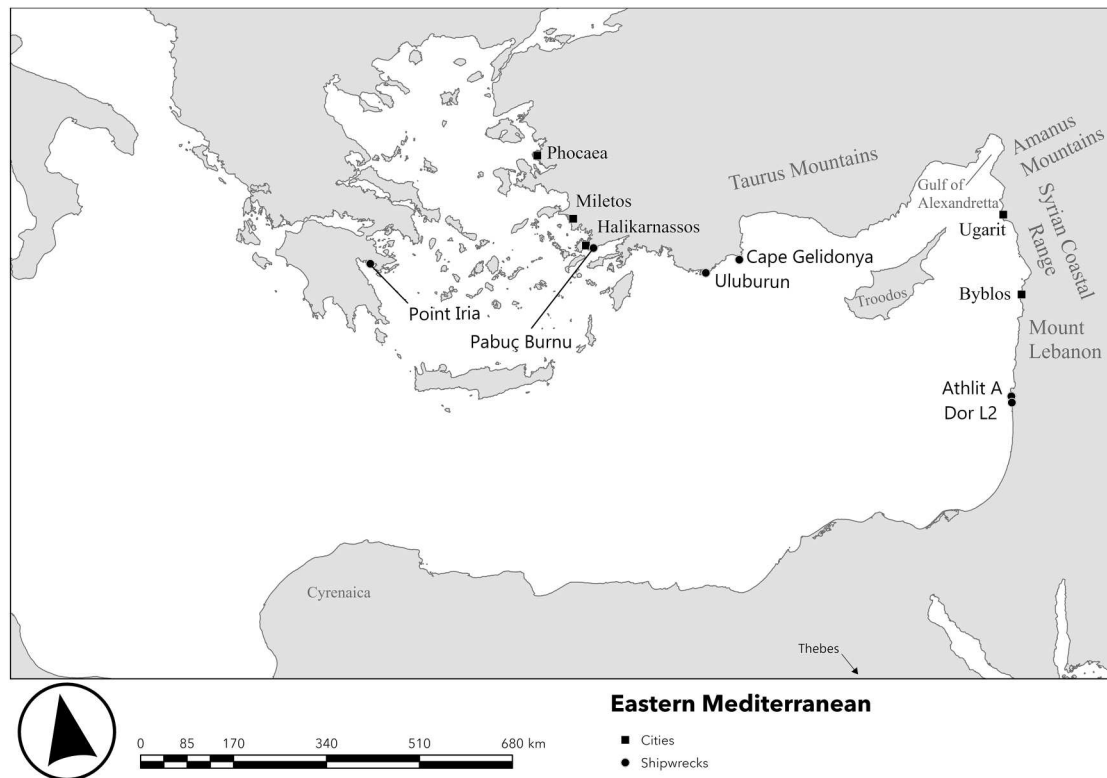 Phocaea
Miletos
Halikarnassos
Point Iria
Pabuç Burnu
Taurus Mountains
Cape Gelidonya
Uluburun
Gulf of
Alexandretta
Amanus
Mountains
Ugarit
Syrian Coastal
Range
Troodos
Byblos
Mount
Lebanon
Athlit A
Dor L2
Cyrenaica
Thebes
Eastern Mediterranean
Cities
Shipwrecks
0 85 170 340 510 680 km